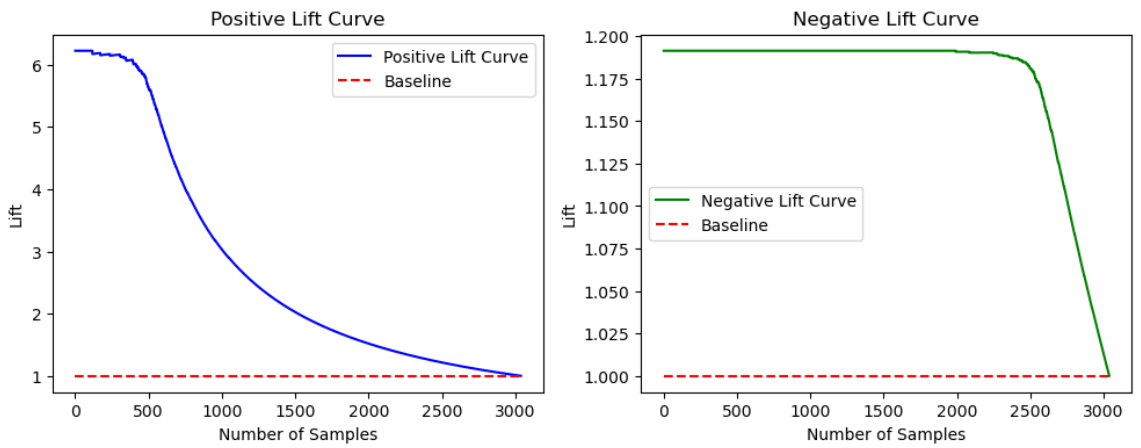 Positive Lift Curve
6
5
4
3
2
1
Lift
0
500
1000
1500
2000
2500
3000
Number of Samples
Positive Lift Curve
Baseline
Negative Lift Curve
1.200
1.175
1.150
1.125
1.100
1.075
1.050
1.025
1.000
Lift
0
500
1000
1500
2000
2500
3000
Number of Samples
Negative Lift Curve
Baseline